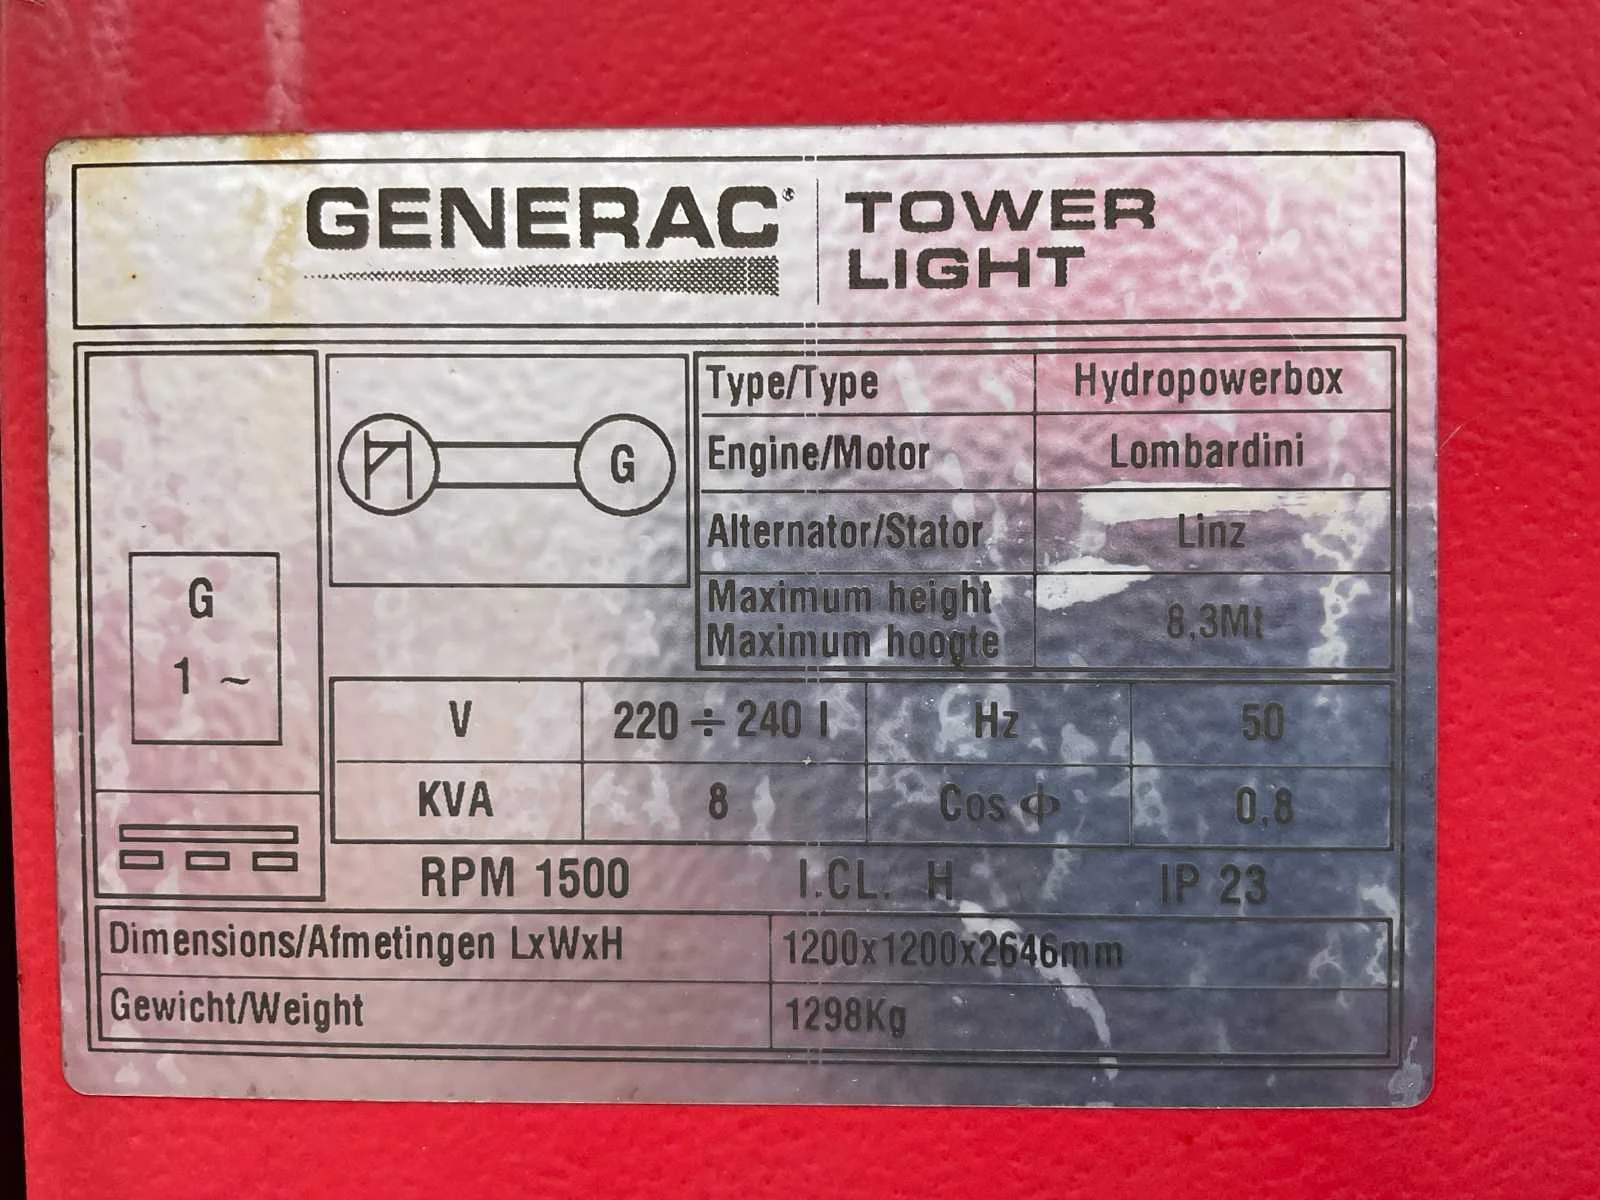 GENERAC® TOWER
LIGHT
Type/Type Hydropowerbox
Engine/Motor Lombardini
G
Alternator/Stator Linz
Maximum height
Maximum hoogte 8,3Mt
G
1 ~
V 220 ÷ 240 I Hz 50
KVA 8 Cos ϕ 0,8
RPM 1500 I.CL. H IP 23
Dimensions/Afmetingen LxWxH 1200x1200x2646mm
Gewicht/Weight 1298Kg